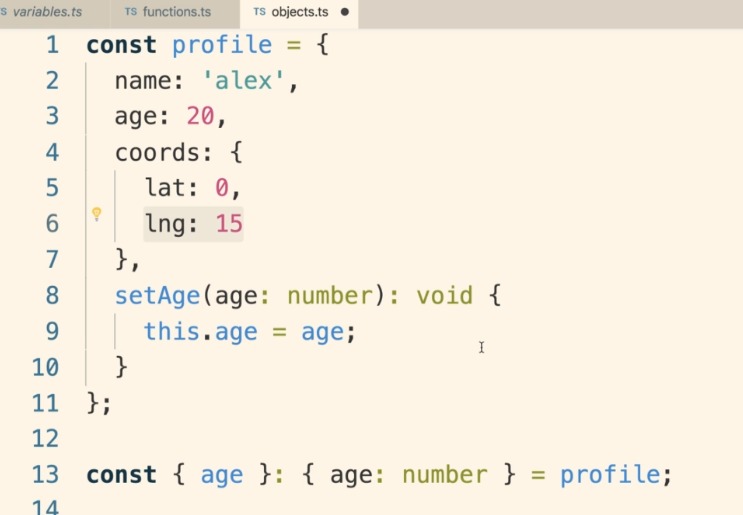 S variables.ts TS functions.ts TS objects.ts
1 const profile = {
2 name: 'alex',
3 age: 20,
4 coords: {
5 lat: 0,
6 lng: 15
7 },
8 setAge(age: number): void {
9 this.age = age;
10 }
11 };
12
13 const { age }: { age: number } = profile;
14